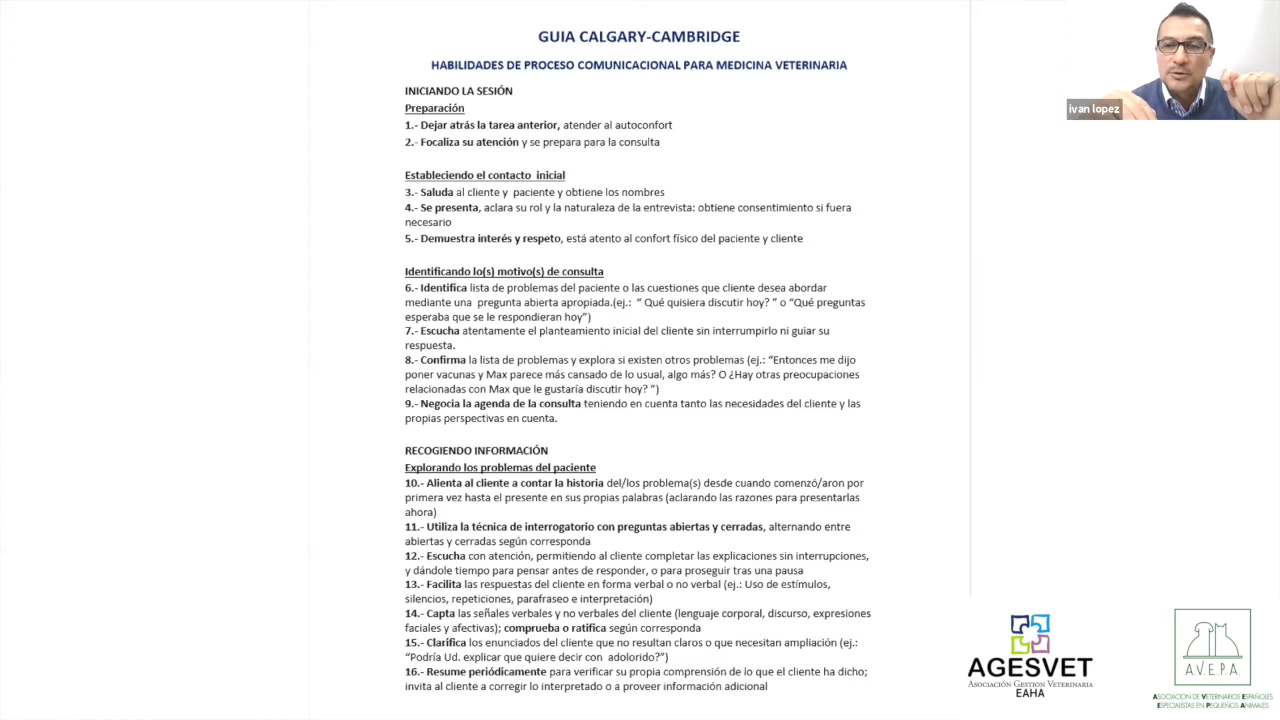 GUIA CALGARY-CAMBRIDGE
HABILIDADES DE PROCESO COMUNICACIONAL PARA MEDICINA VETERINARIA
INICIANDO LA SESIÓN
Preparación
1.- Dejar atrás la tarea anterior, atender al autoconfort
2.- Focaliza su atención y se prepara para la consulta
Estableciendo el contacto inicial
3.- Saluda al cliente y paciente y obtiene los nombres
4.- Se presenta, aclara su rol y la naturaleza de la entrevista: obtiene consentimiento si fuera
necesario
5.- Demuestra interés y respeto, está atento al confort físico del paciente y cliente
Identificando lo(s) motivo(s) de consulta
6.- Identifica lista de problemas del paciente o las cuestiones que cliente desea abordar
mediante una pregunta abierta apropiada.(ej.: “ Qué quisiera discutir hoy? ” o “Qué preguntas
esperaba que se le respondieran hoy”)
7.- Escucha atentamente el planteamiento inicial del cliente sin interrumpirlo ni guiar su
respuesta.
8.- Confirma la lista de problemas y explora si existen otros problemas (ej.: “Entonces me dijo
poner vacunas y Max parece más cansado de lo usual, algo más? O ¿Hay otras preocupaciones
relacionadas con Max que le gustaría discutir hoy? ”)
9.- Negocia la agenda de la consulta teniendo en cuenta tanto las necesidades del cliente y las
propias perspectivas en cuenta.
RECOGIENDO INFORMACIÓN
Explorando los problemas del paciente
10.- Alienta al cliente a contar la historia del/los problema(s) desde cuando comenzó/aron por
primera vez hasta el presente en sus propias palabras (aclarando las razones para presentarlas
ahora)
11.- Utiliza la técnica de interrogatorio con preguntas abiertas y cerradas, alternando entre
abiertas y cerradas según corresponda
12.- Escucha con atención, permitiendo al cliente completar las explicaciones sin interrupciones,
y dándole tiempo para pensar antes de responder, o para proseguir tras una pausa
13.- Facilita las respuestas del cliente en forma verbal o no verbal (ej.: Uso de estímulos,
silencios, repeticiones, parafraseo e interpretación)
14.- Capta las señales verbales y no verbales del cliente (lenguaje corporal, discurso, expresiones
faciales y afectivas); comprueba o ratifica según corresponda
15.- Clarifica los enunciados del cliente que no resultan claros o que necesitan ampliación (ej.:
“Podría Ud. explicar que quiere decir con adolorido?”)
16.- Resume periódicamente para verificar su propia comprensión de lo que el cliente ha dicho;
invita al cliente a corregir lo interpretado o a proveer información adicional
ivan lopez
AGESVET
ASOCIACIÓN GESTIÓN VETERINARIA
EAHA
A.V.E.P.A.
ASOCIACION DE VETERINARIOS ESPAÑOLES
ESPECIALISTAS EN PEQUEÑOS ANIMALES